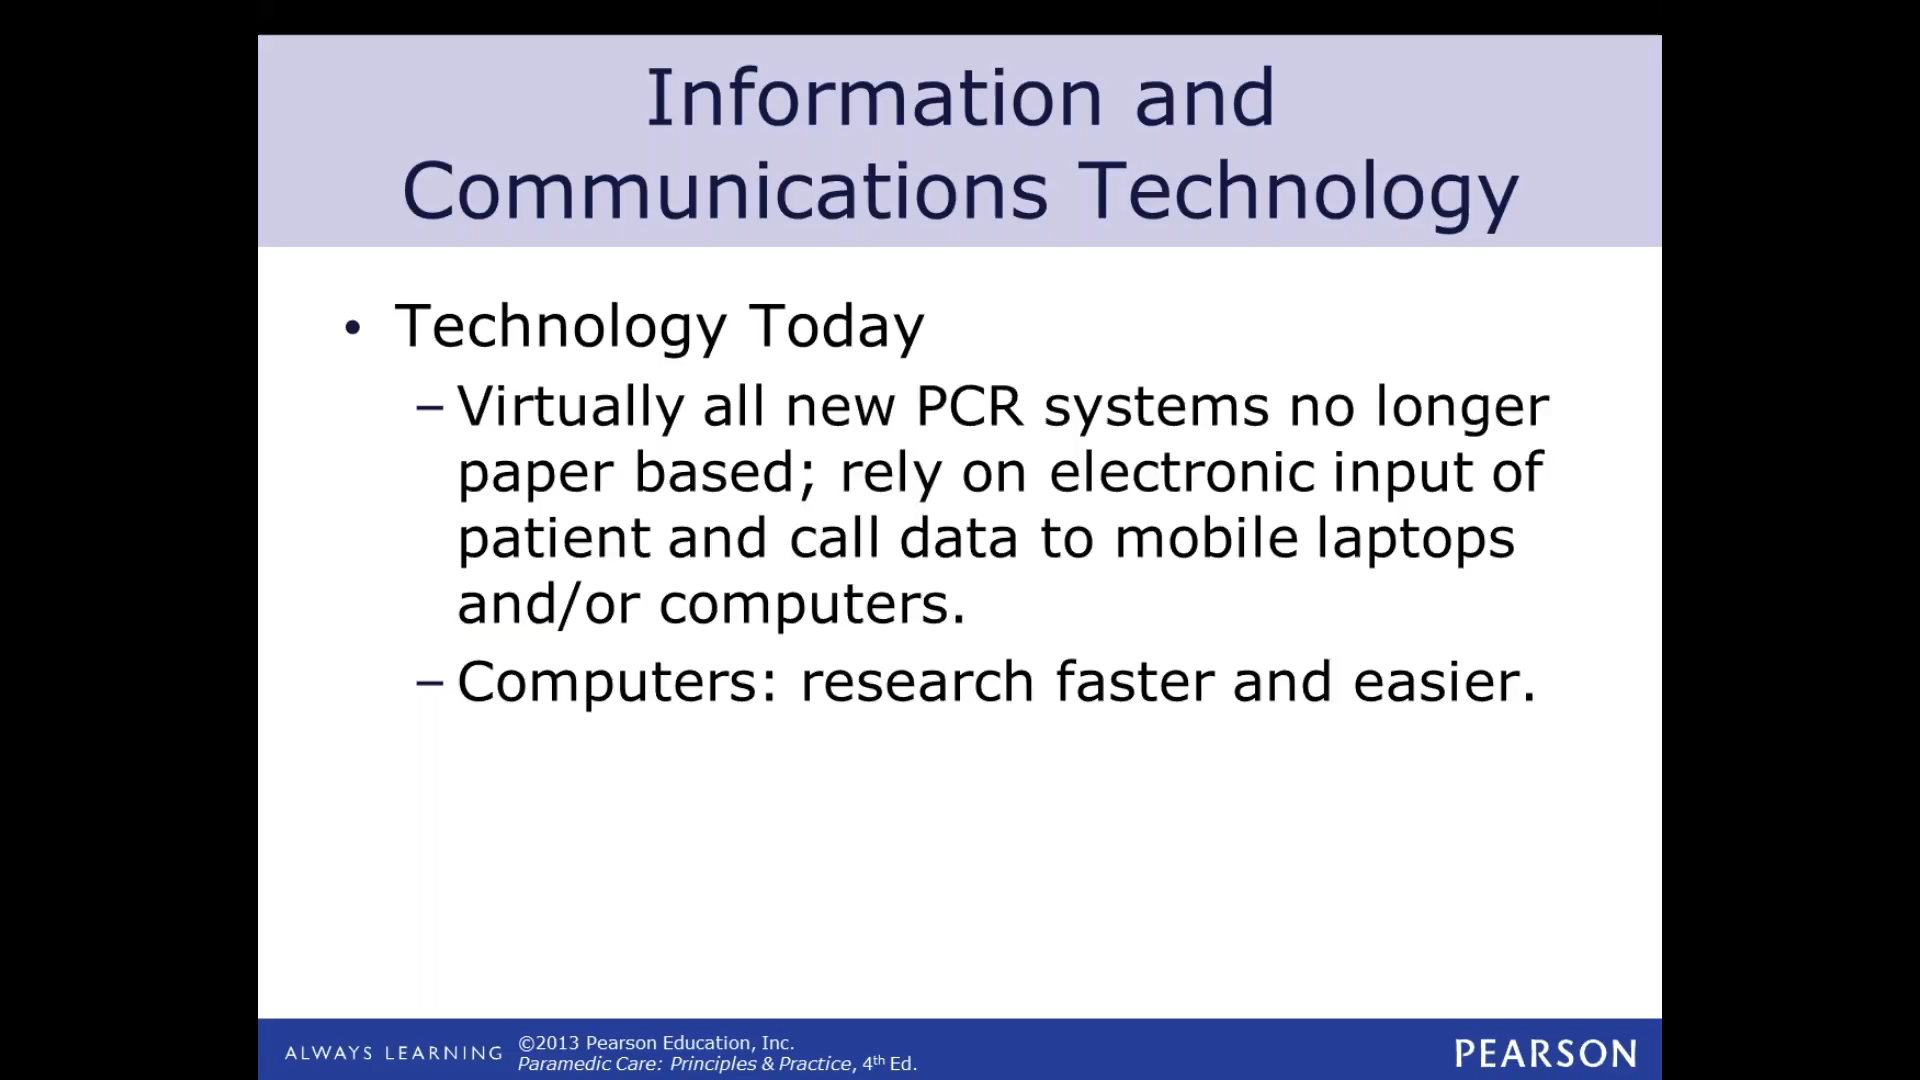 Information and
Communications Technology
• Technology Today
– Virtually all new PCR systems no longer
paper based; rely on electronic input of
patient and call data to mobile laptops
and/or computers.
– Computers: research faster and easier.
ALWAYS LEARNING
©2013 Pearson Education, Inc.
Paramedic Care: Principles & Practice, 4th Ed.
PEARSON